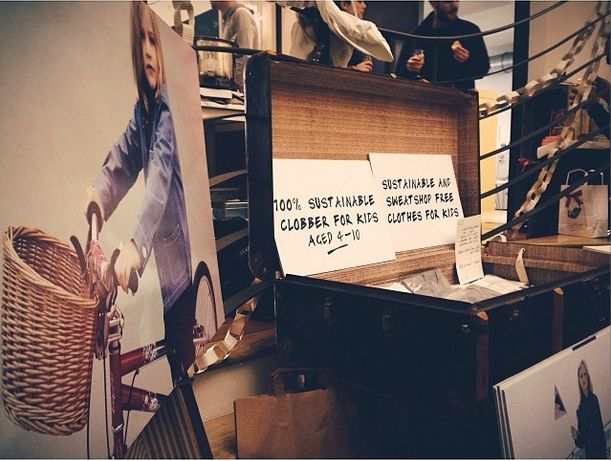 100% SUSTAINABLE
CLOBBER FOR KIDS
AGED 4-10
SUSTAINABLE AND
SWEATSHOP FREE
CLOTHES FOR KIDS